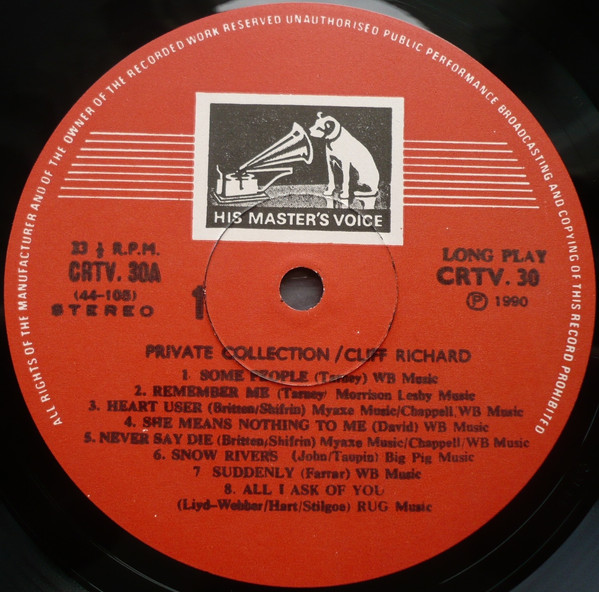 ALL RIGHTS OF THE MANUFACTURER AND OF THE OWNER OF THE RECORDED WORK RESERVED UNAUTHORISED PUBLIC PERFORMANCE BROADCASTING AND COPYING OF THIS RECORD PROHIBITED
HIS MASTER'S VOICE
33 ⅓ R.P.M.
CRTV. 30A
(44-108)
STEREO
1
LONG PLAY
CRTV. 30
Ⓟ 1990
PRIVATE COLLECTION/CLIFF RICHARD
1. SOME PEOPLE (Tarney) WB Music
2. REMEMBER ME (Tarney Morrison Lesby Music
3. HEART USER (Britten/Shifrin) Myaxe Music/Chappell, WB Music
4. SHE MEANS NOTHING TO ME (David) WB Music
5. NEVER SAY DIE (Britten/Shifrin) Myaxe Music/Chappell/WB Music
6. SNOW RIVERS (John/Taupin) Big Pig Music
7 SUDDENLY (Farrar) WB Music
8. ALL I ASK OF YOU
(Liyd-Webber/Hart/Stilgoe) RUG Music